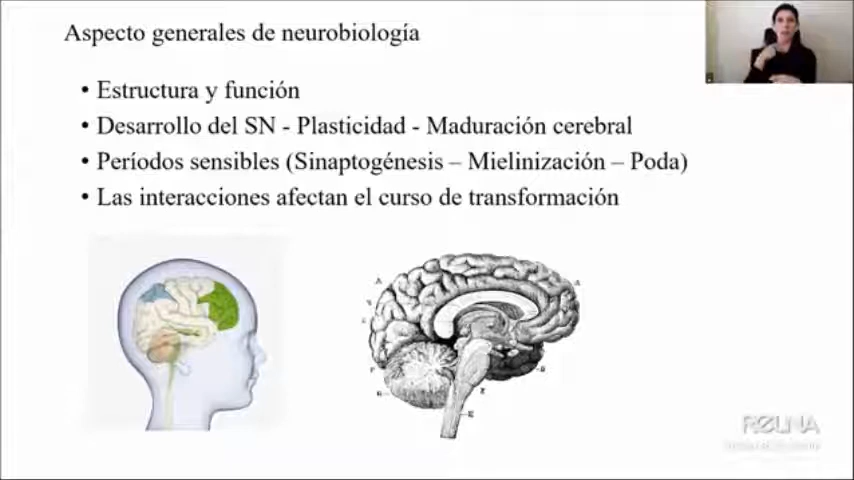 Aspecto generales de neurobiología
• Estructura y función
• Desarrollo del SN - Plasticidad - Maduración cerebral
• Períodos sensibles (Sinaptogénesis – Mielinización – Poda)
• Las interacciones afectan el curso de transformación